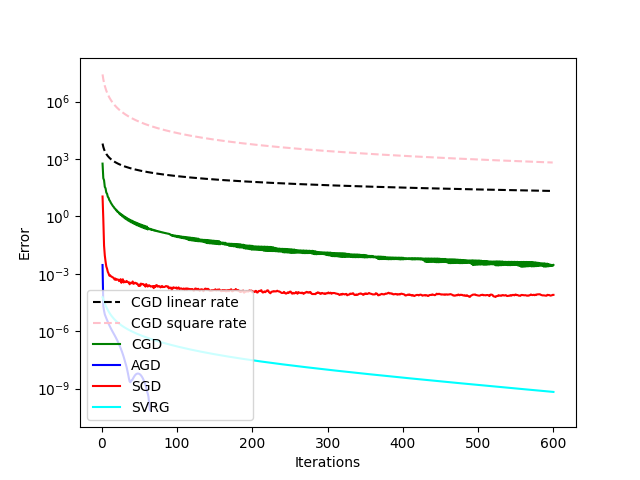 10^6
10^3
10^0
10^−3
10^−6
10^−9
Error
CGD linear rate
CGD square rate
CGD
AGD
SGD
SVRG
0 100 200 300 400 500 600
Iterations